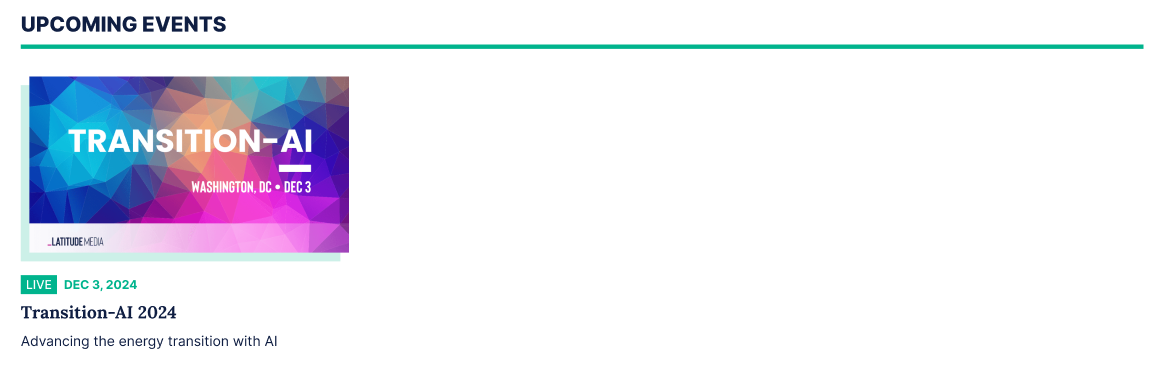 UPCOMING EVENTS
TRANSITION-AI
WASHINGTON, DC • DEC 3
_LATITUDE MEDIA
LIVE DEC 3, 2024
Transition-AI 2024
Advancing the energy transition with AI